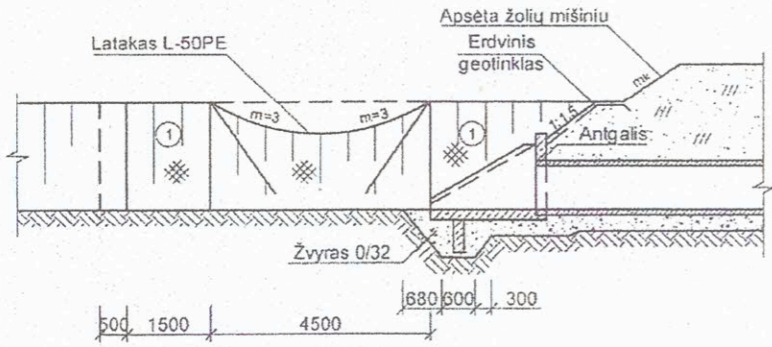 Apsėta žolių mišiniu
Latakas L-50PE
Erdvinis
geotinklas
mk
m=3
m=3
1:1.5
1
1
Antgalis
Žvyras 0/32
680
600
300
500
1500
4500